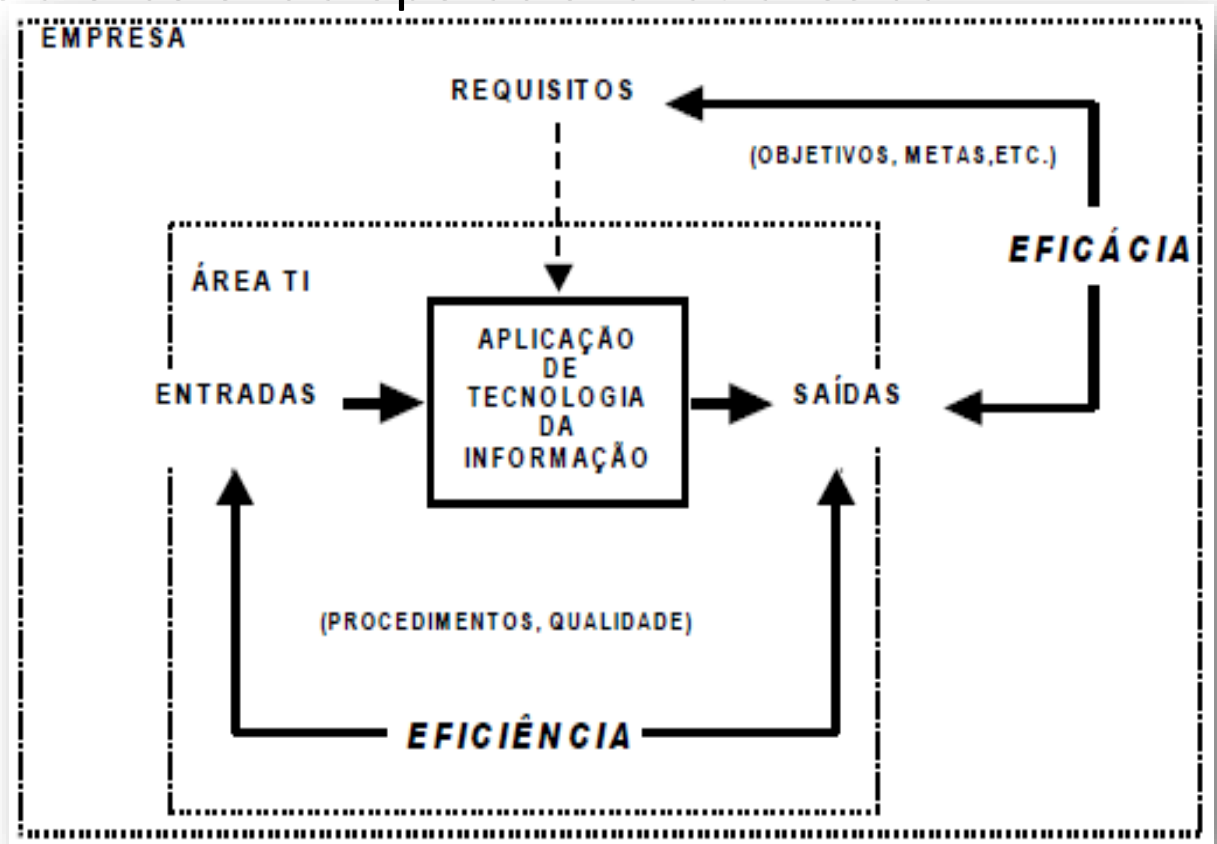 EMPRESA
REQUISITOS
(OBJETIVOS, METAS,ETC.)
EFICÁCIA
ÁREA TI
APLICAÇÃO
DE
TECNOLOGIA
DA
INFORMAÇÃO
ENTRADAS
SAÍDAS
(PROCEDIMENTOS, QUALIDADE)
EFICIÊNCIA